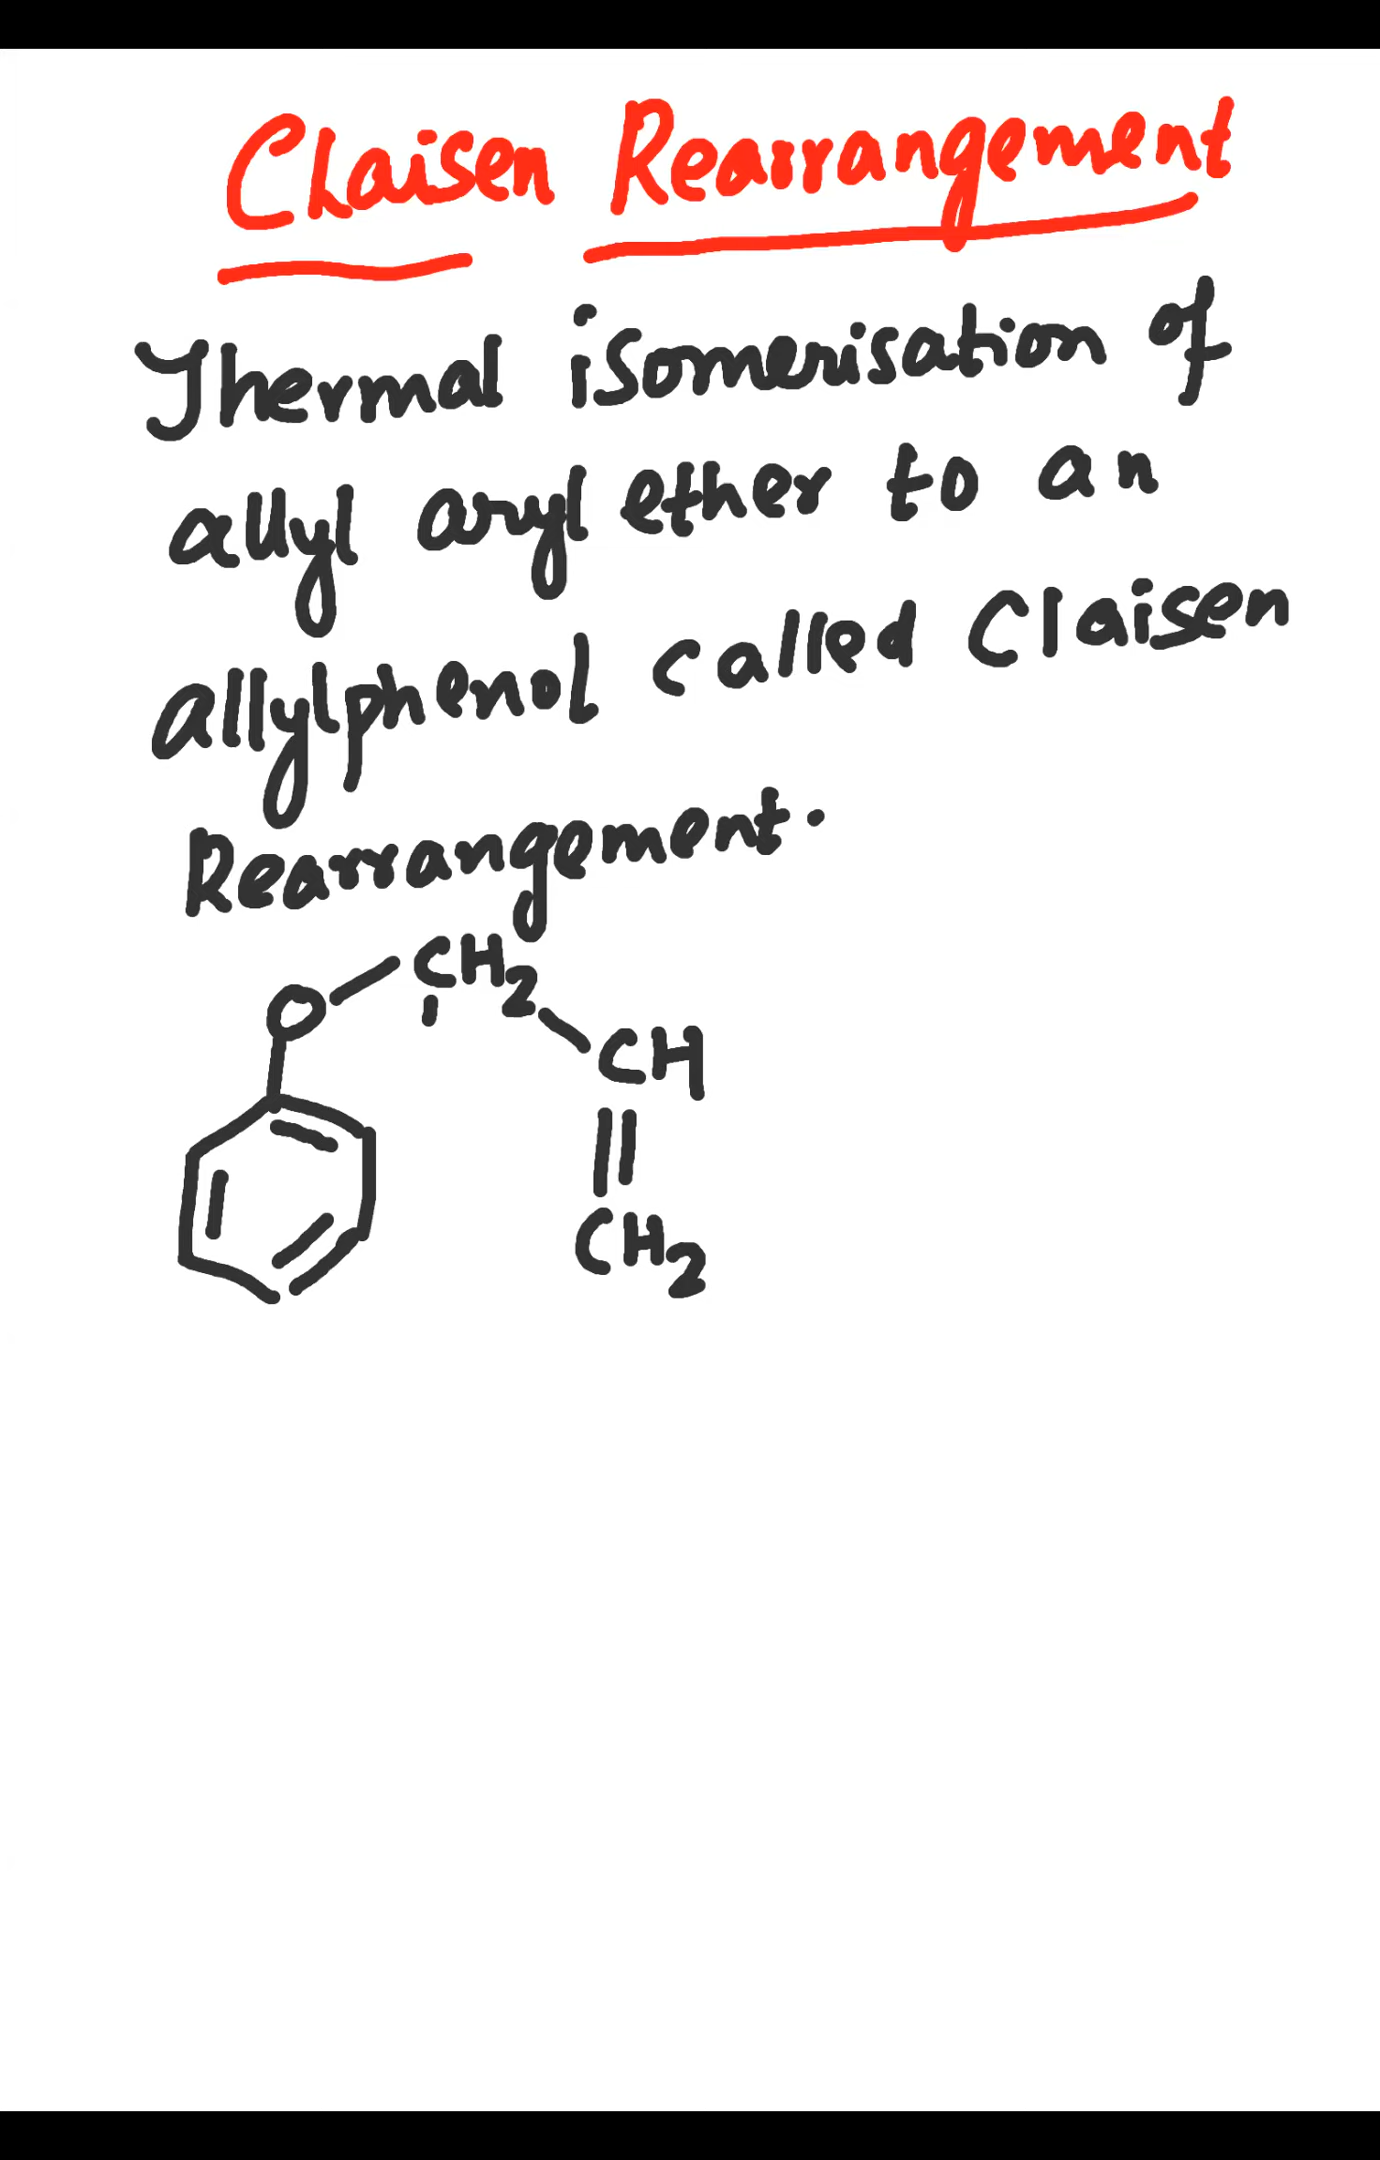 Claisen Rearrangement
Thermal isomerisation of
allyl aryl ether to an
allylphenol called Claisen
Rearrangement.
O CH2
CH
CH2